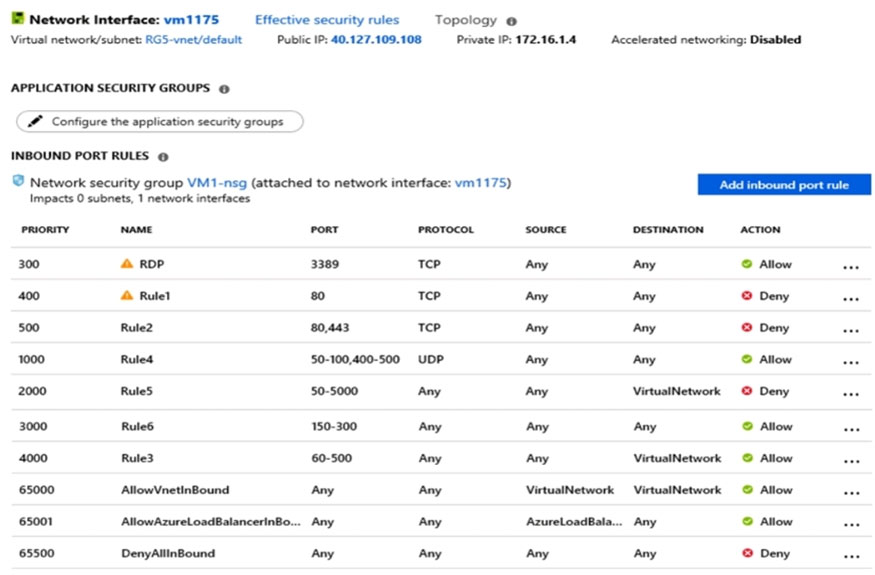 Network Interface: vm1175 Effective security rules Topology
Virtual network/subnet: RG5-vnet/default Public IP: 40.127.109.108 Private IP: 172.16.1.4 Accelerated networking: Disabled
APPLICATION SECURITY GROUPS
Configure the application security groups
INBOUND PORT RULES
Network security group VM1-nsg (attached to network interface: vm1175)
Impacts 0 subnets, 1 network interfaces
Add inbound port rule
PRIORITY NAME PORT PROTOCOL SOURCE DESTINATION ACTION
300 RDP 3389 TCP Any Any Allow ...
400 Rule1 80 TCP Any Any Deny ...
500 Rule2 80,443 TCP Any Any Deny ...
1000 Rule4 50-100,400-500 UDP Any Any Allow ...
2000 Rule5 50-5000 Any Any VirtualNetwork Deny ...
3000 Rule6 150-300 Any Any Any Allow ...
4000 Rule3 60-500 Any Any VirtualNetwork Allow ...
65000 AllowVnetInBound Any Any VirtualNetwork VirtualNetwork Allow ...
65001 AllowAzureLoadBalancerInBo... Any Any AzureLoadBala... Any Allow ...
65500 DenyAllInBound Any Any Any Any Deny ...